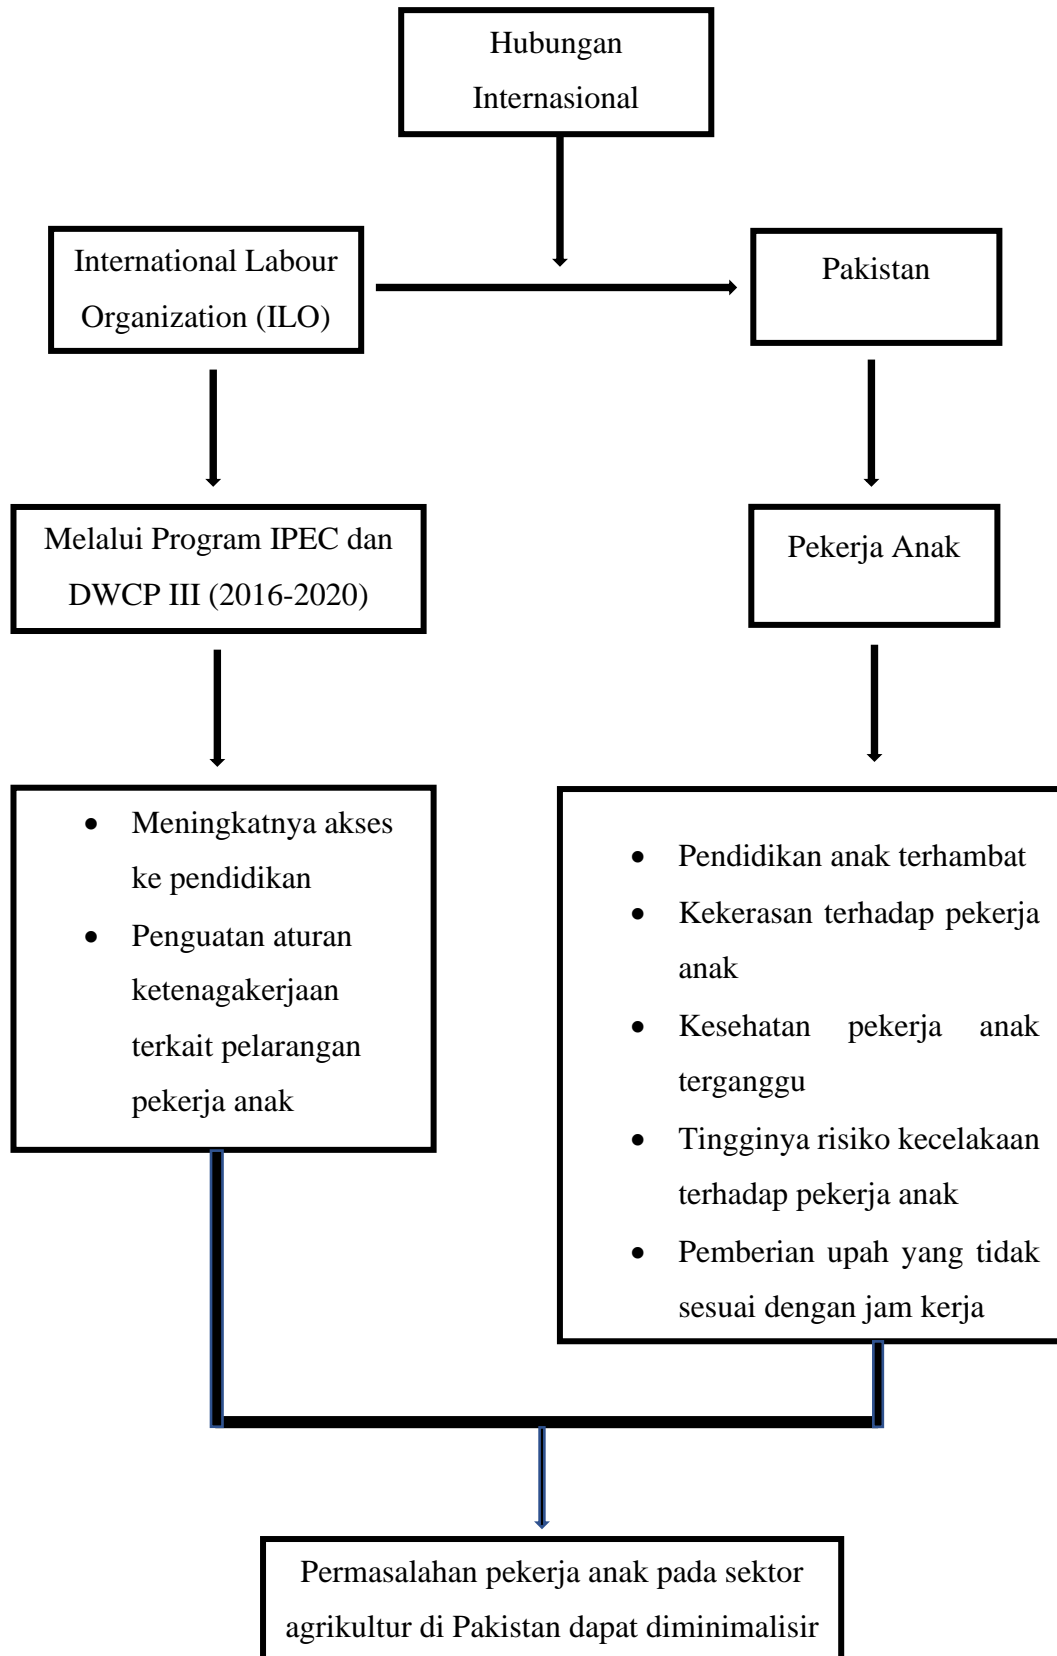 Hubungan
Internasional
International Labour
Organization (ILO)
Pakistan
Melalui Program IPEC dan
DWCP III (2016-2020)
Pekerja Anak
• Meningkatnya akses
ke pendidikan
• Penguatan aturan
ketenagakerjaan
terkait pelarangan
pekerja anak
• Pendidikan anak terhambat
• Kekerasan terhadap pekerja
anak
• Kesehatan pekerja anak
terganggu
• Tingginya risiko kecelakaan
terhadap pekerja anak
• Pemberian upah yang tidak
sesuai dengan jam kerja
Permasalahan pekerja anak pada sektor
agrikultur di Pakistan dapat diminimalisir